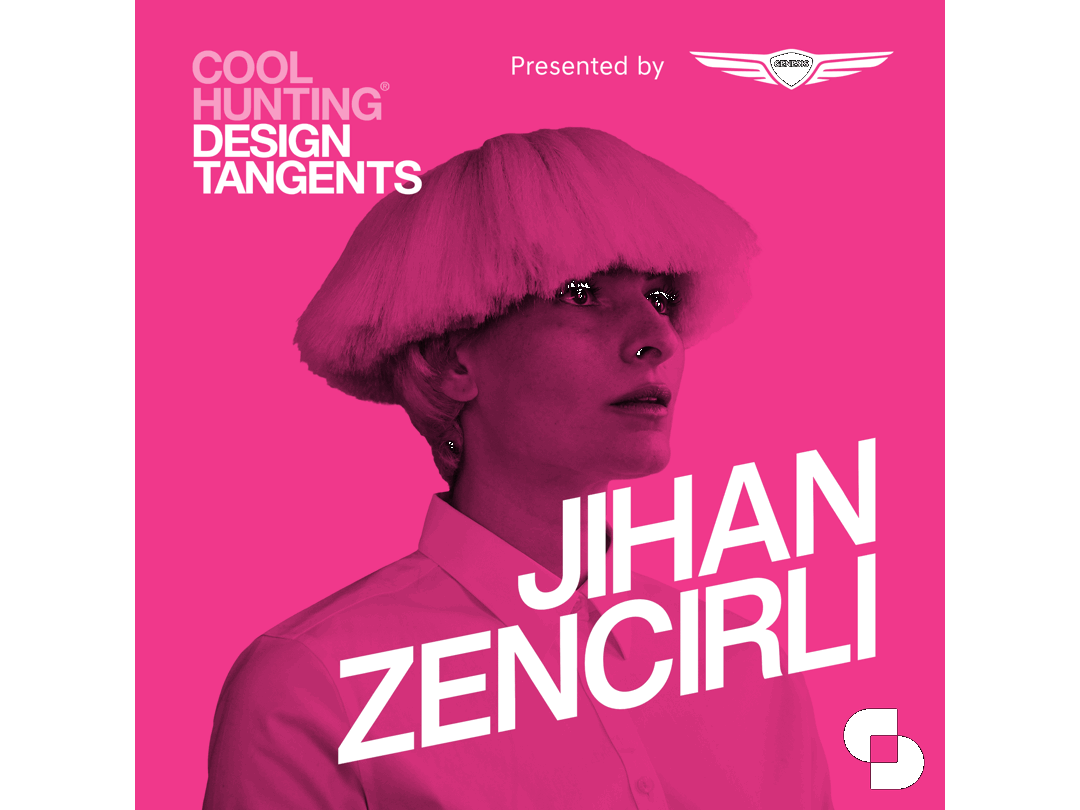 COOL
HUNTING®
DESIGN
TANGENTS
Presented by
GENESIS
JIHAN
ZENCIRLI